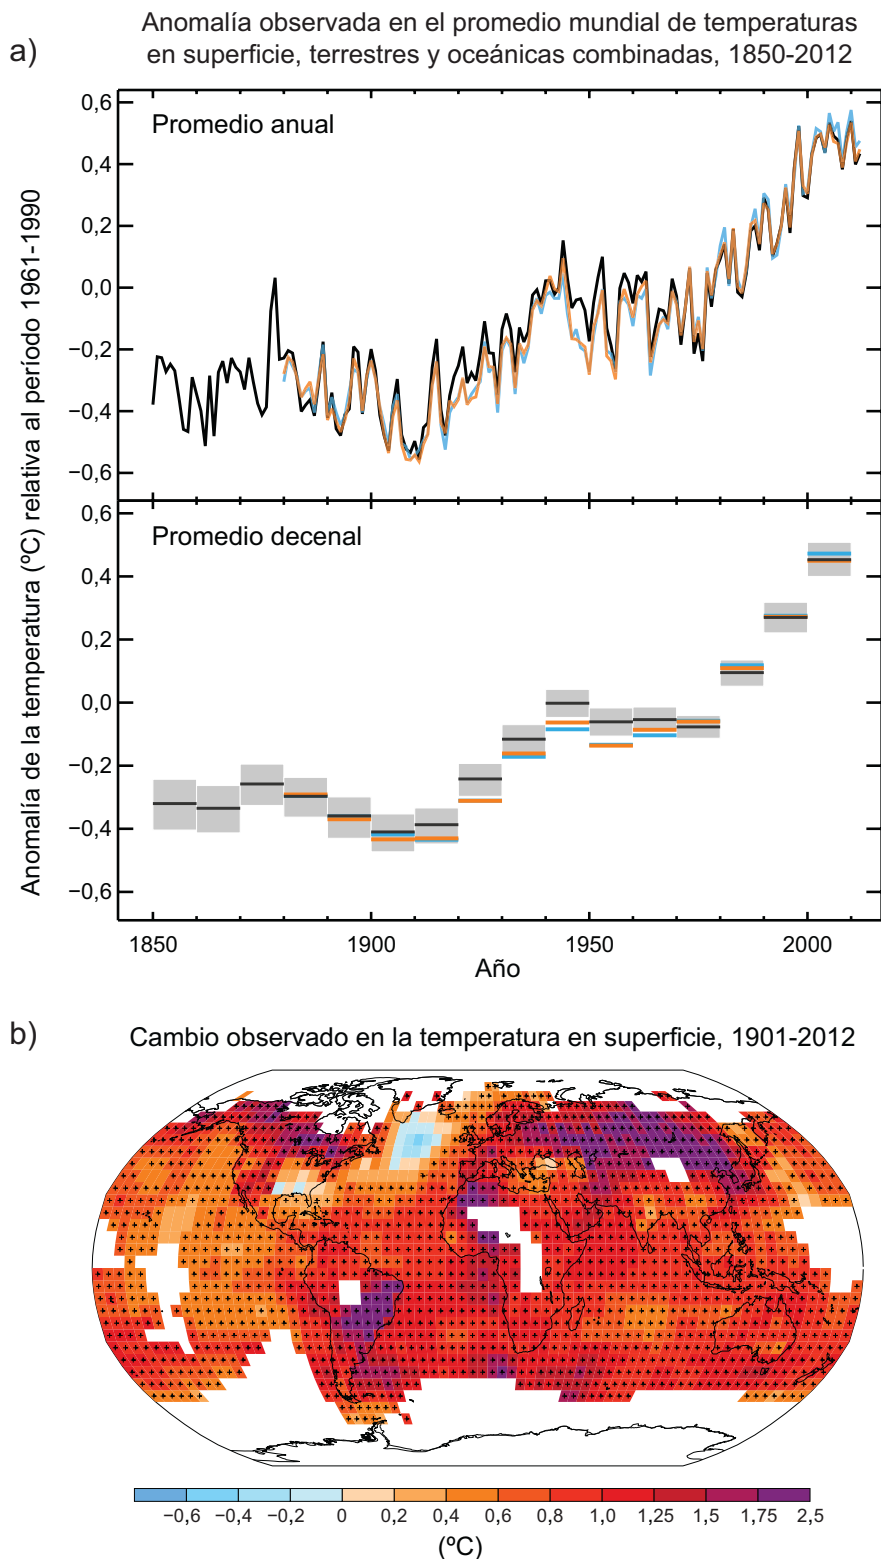 Anomalía observada en el promedio mundial de temperaturas
en superficie, terrestres y oceánicas combinadas, 1850-2012
a)
Anomalía de la temperatura (ºC) relativa al período 1961-1990
Promedio anual
0,6
0,4
0,2
0,0
−0,2
−0,4
−0,6
Promedio decenal
0,6
0,4
0,2
0,0
−0,2
−0,4
−0,6
1850 1900 1950 2000
Año
b)
Cambio observado en la temperatura en superficie, 1901-2012
−0,6 −0,4 −0,2 0 0,2 0,4 0,6 0,8 1,0 1,25 1,5 1,75 2,5
(ºC)